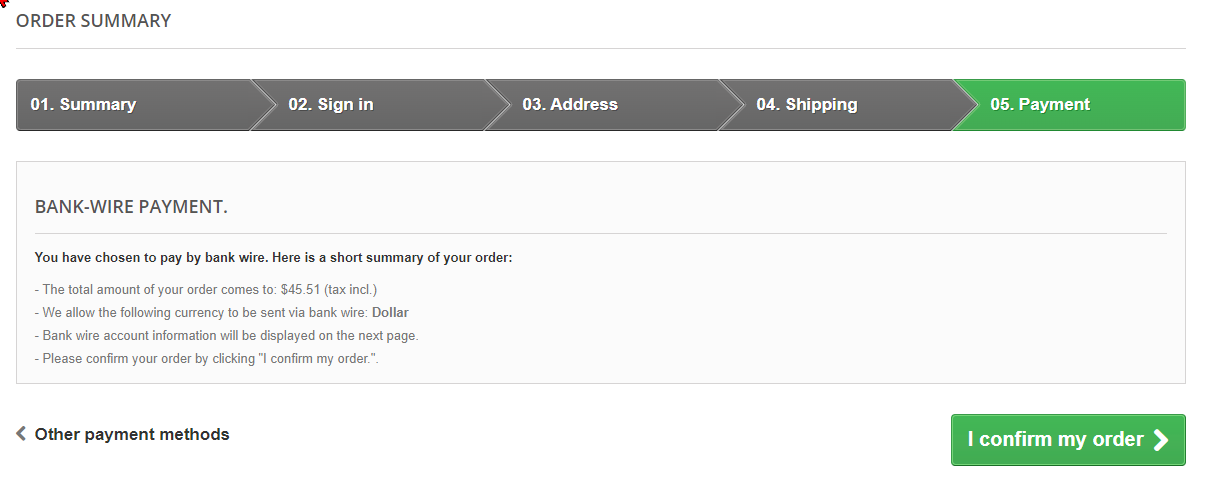 ORDER SUMMARY
01. Summary
02. Sign in
03. Address
04. Shipping
05. Payment
BANK-WIRE PAYMENT.
You have chosen to pay by bank wire. Here is a short summary of your order:
- The total amount of your order comes to: $45.51 (tax incl.)
- We allow the following currency to be sent via bank wire: Dollar
- Bank wire account information will be displayed on the next page.
- Please confirm your order by clicking "I confirm my order.".
Other payment methods
I confirm my order